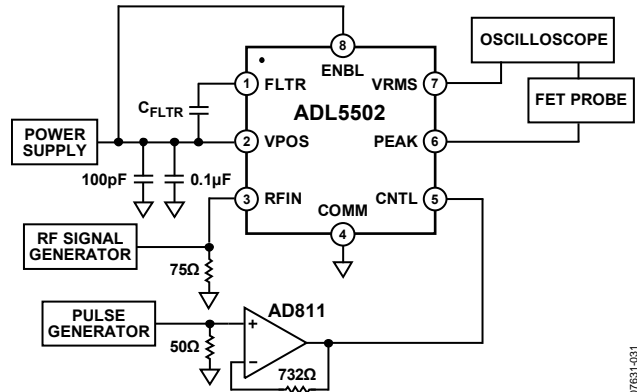 8
ENBL
OSCILLOSCOPE
1 FLTR
VRMS 7
C_FLTR
ADL5502
FET PROBE
POWER
SUPPLY
2 VPOS
PEAK 6
100pF
0.1µF
3 RFIN
CNTL 5
COMM
4
RF SIGNAL
GENERATOR
75Ω
AD811
PULSE
GENERATOR
+
50Ω
–
732Ω
07631-031